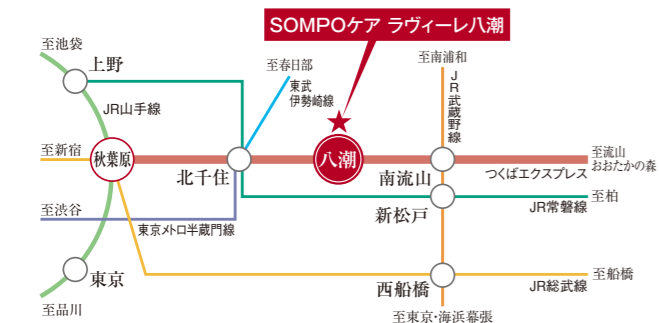 SOMPOケア ラヴィーレ八潮
至池袋
上野
至春日部
至南浦和
東武
伊勢崎線
JR武蔵野線
JR山手線
至新宿
秋葉原
北千住
八潮
南流山
つくばエクスプレス
至流山
おおたかの森
至渋谷
東京メトロ半蔵門線
新松戸
至柏
JR常磐線
東京
西船橋
至船橋
JR総武線
至品川
至東京・海浜幕張